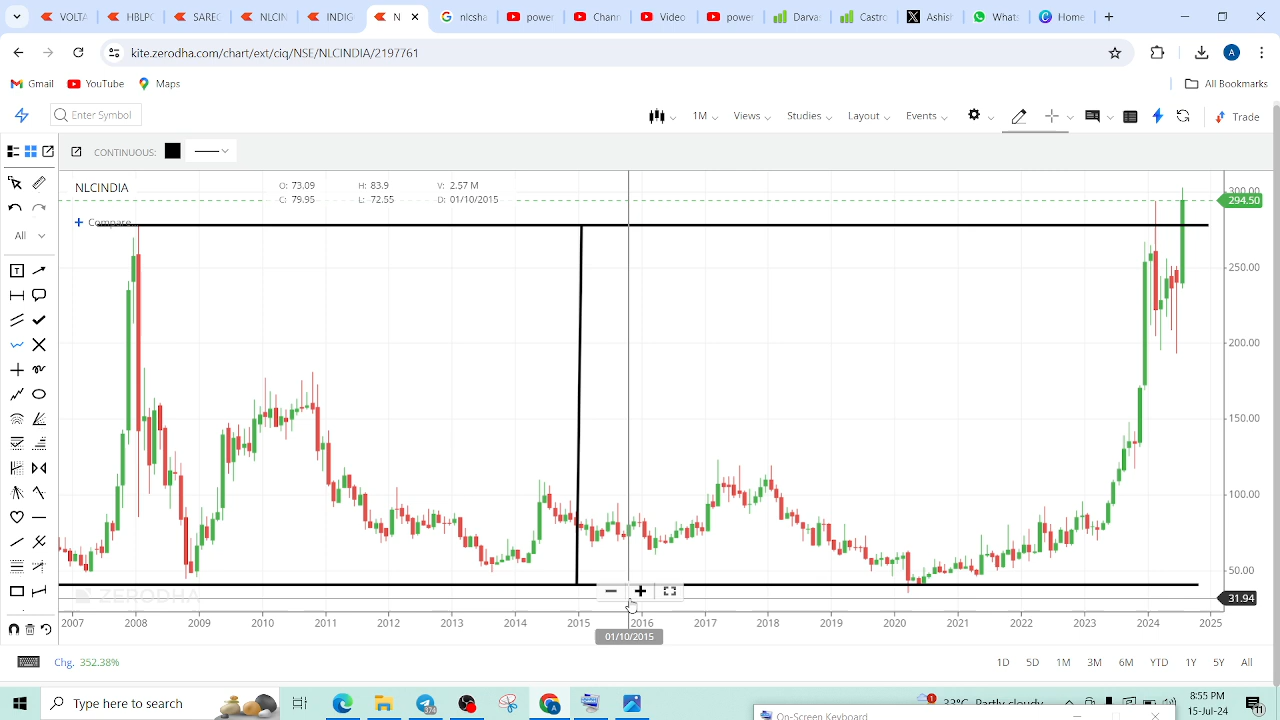 VOLTA
HBLPO
SAREC
NLCIN
INDIG
nlcsha
power
Chann
Video
power
Darvas
Castro
Ashis
What
Home
kite.zerodha.com/chart/ext/ciq/NSE/NLCINDIA/2197761
Gmail
YouTube
Maps
All Bookmarks
Enter Symbol
1M
Views
Studies
Layout
Events
Trade
CONTINUOUS:
NLCINDIA
O: 73.09
H: 83.9
V: 2.57 M
C: 79.95
L: 72.55
D: 01/10/2015
+ Compare
All
300.00
294.50
250.00
200.00
150.00
100.00
50.00
31.94
ZERODHA
2007
2008
2009
2010
2011
2012
2013
2014
2015
2016
2017
2018
2019
2020
2021
2022
2023
2024
2025
01/10/2015
Chg. 352.38%
1D
5D
1M
3M
6M
YTD
1Y
5Y
All
Type here to search
33°C Partly cloudy
8:55 PM
15-Jul-24
On-Screen Keyboard